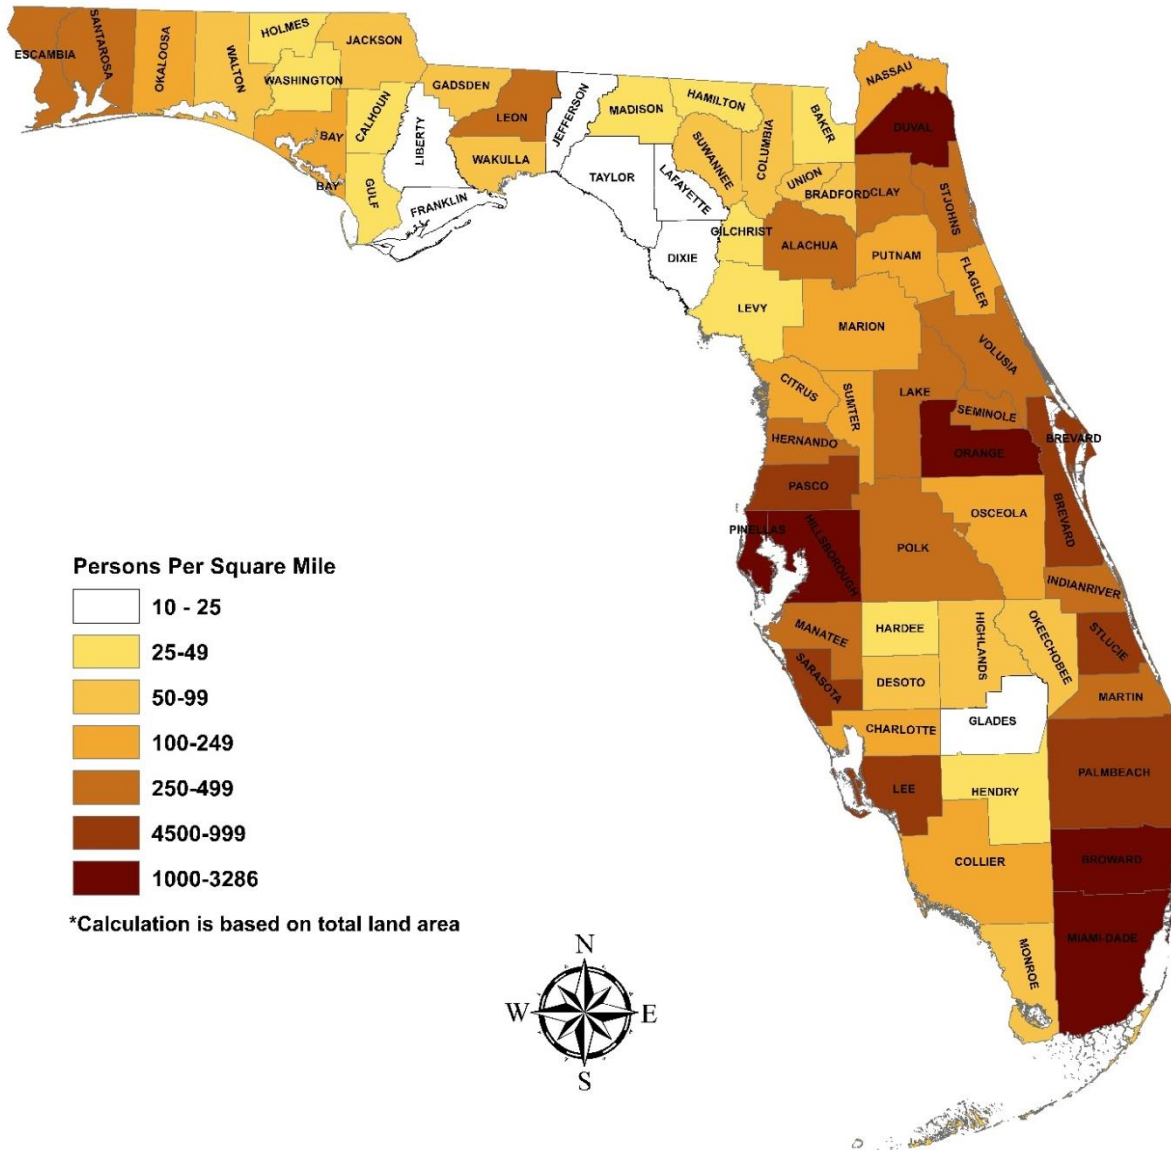 HOLMES
JACKSON
ESCAMBIA
SANTAROSA
OKALOOSA
WALTON
WASHINGTON
CALHOUN
BAY
BAY
GULF
LIBERTY
GADSDEN
LEON
WAKULLA
FRANKLIN
JEFFERSON
MADISON
HAMILTON
TAYLOR
LAFAYETTE
SUWANNEE
COLUMBIA
BAKER
NASSAU
DUVAL
UNION
BRADFORD
CLAY
STJOHNS
DIXIE
GILCHRIST
ALACHUA
PUTNAM
FLAGLER
LEVY
MARION
VOLUSIA
CITRUS
SUMTER
LAKE
SEMINOLE
HERNANDO
ORANGE
BREVARD
PASCO
BREVARD
OSCEOLA
PINELLAS
HILLSBOROUGH
POLK
INDIANRIVER
MANATEE
HARDEE
HIGHLANDS
OKEECHOBEE
STLUCIE
SARASOTA
DESOTO
MARTIN
CHARLOTTE
GLADES
LEE
HENDRY
PALMBEACH
COLLIER
BROWARD
MONROE
MIAMI-DADE
Persons Per Square Mile
10 - 25
25-49
50-99
100-249
250-499
4500-999
1000-3286
*Calculation is based on total land area
N
W
E
S